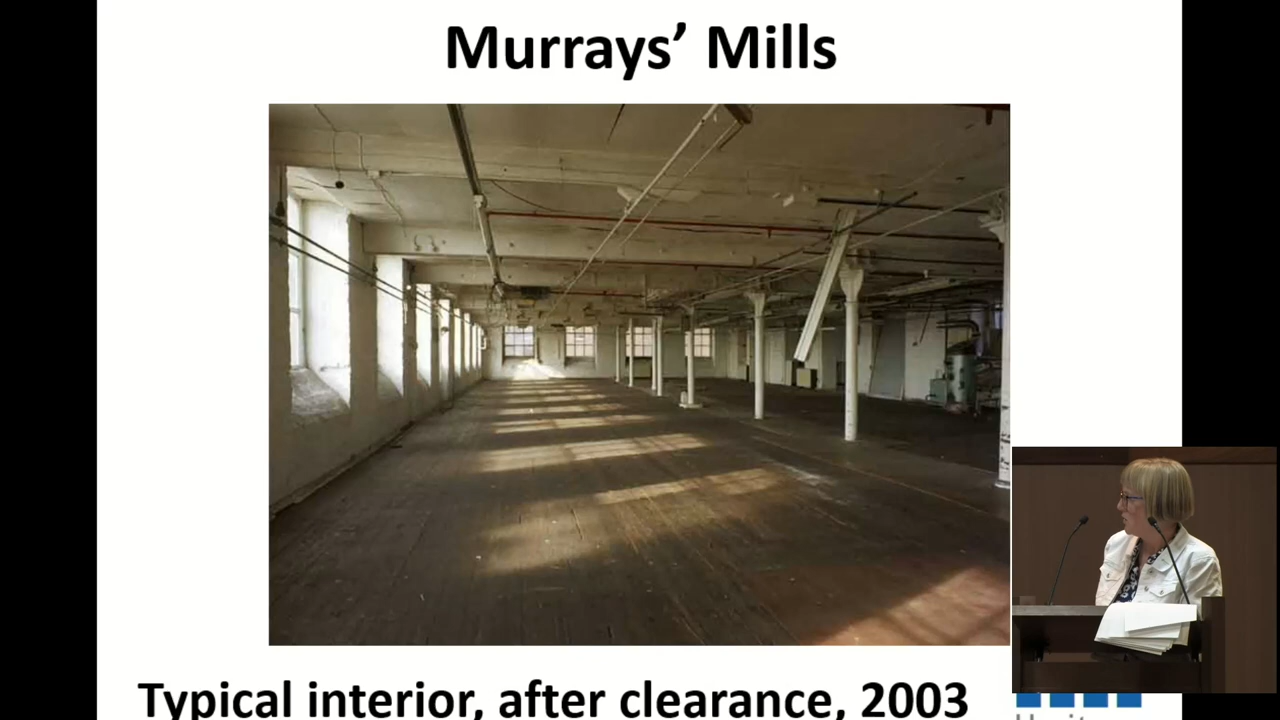 Murrays’ Mills
Typical interior, after clearance, 2003